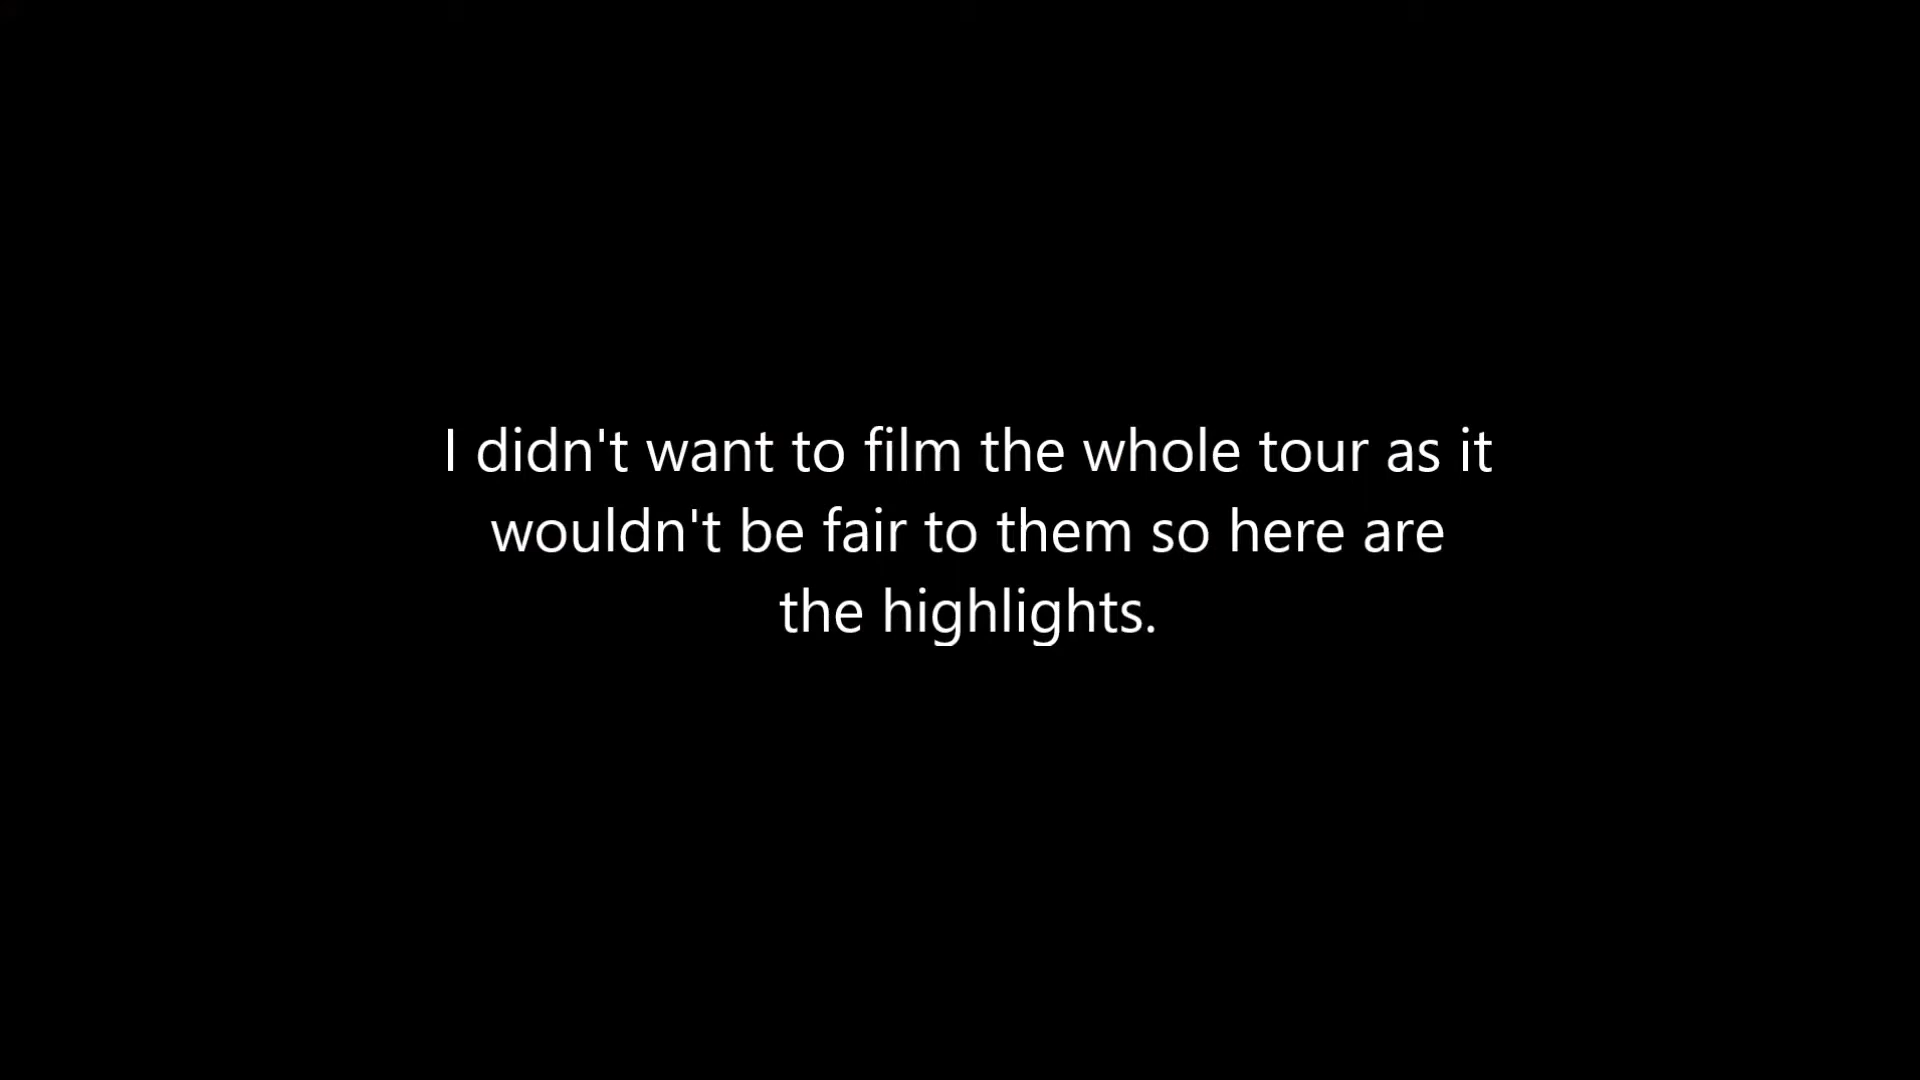 I didn't want to film the whole tour as it
wouldn't be fair to them so here are
the highlights.